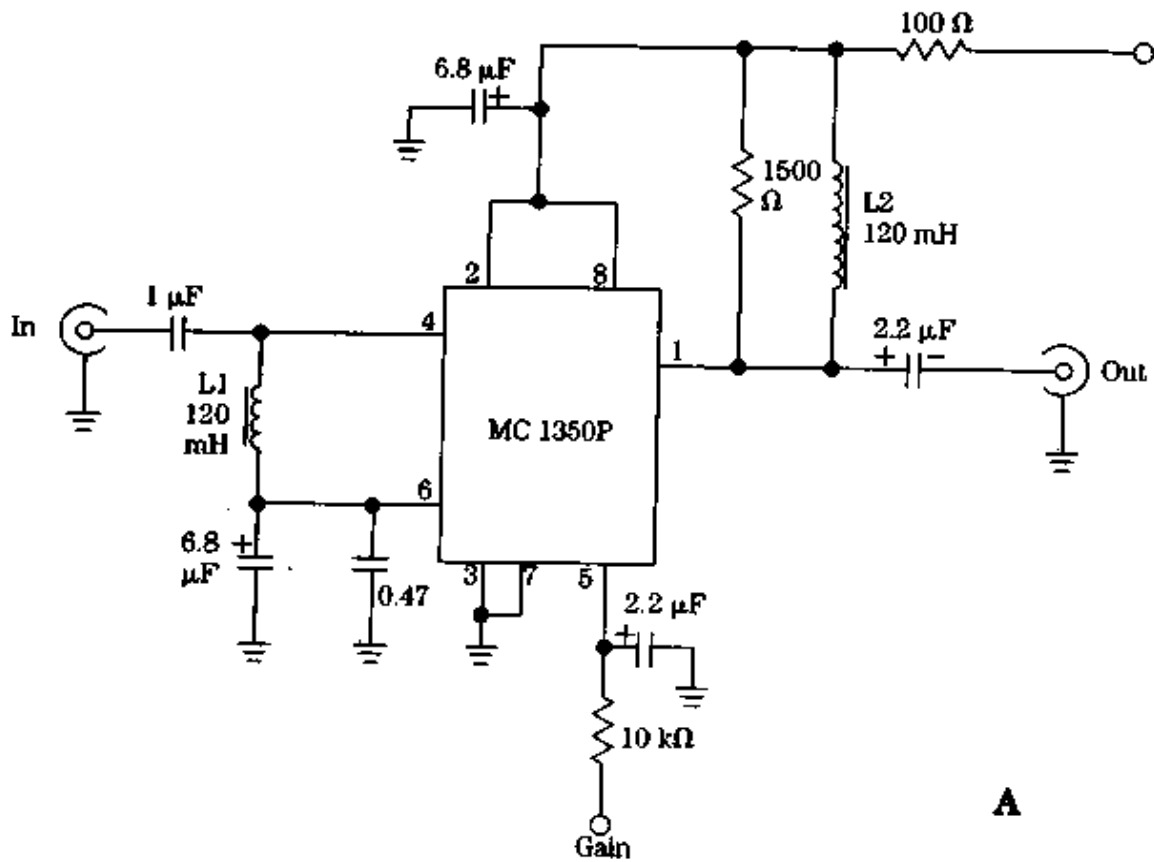 100 Ω
6.8 µF
+
1500
Ω
L2
120 mH
2
8
In
1 µF
4
1
2.2 µF
+
−
Out
L1
120
mH
MC 1350P
6
6.8
µF
+
0.47
3
7
5
2.2 µF
+
10 kΩ
A
Gain